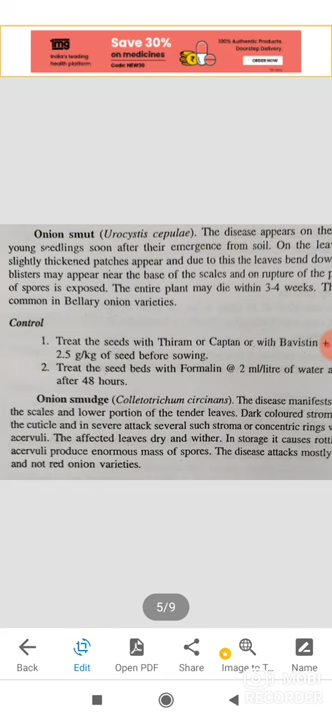 1mg
India's leading
health platform
Save 30%
on medicines
Code: NEW30
100% Authentic Products.
Doorstep Delivery.
ORDER NOW
Onion smut (Urocystis cepulae). The disease appears on the
young seedlings soon after their emergence from soil. On the lea
slightly thickened patches appear and due to this the leaves bend dow
blisters may appear near the base of the scales and on rupture of the p
of spores is exposed. The entire plant may die within 3-4 weeks. Th
common in Bellary onion varieties.
Control
1. Treat the seeds with Thiram or Captan or with Bavistin +
2.5 g/kg of seed before sowing.
2. Treat the seed beds with Formalin @ 2 ml/litre of water a
after 48 hours.
Onion smudge (Colletotrichum circinans). The disease manifests
the scales and lower portion of the tender leaves. Dark coloured strom
the cuticle and in severe attack several such stroma or concentric rings w
acervuli. The affected leaves dry and wither. In storage it causes rotti
acervuli produce enormous mass of spores. The disease attacks mostly
and not red onion varieties.
5/9
Back
Edit
Open PDF
Share
Image to T...
Name
MOBI
RECORDER